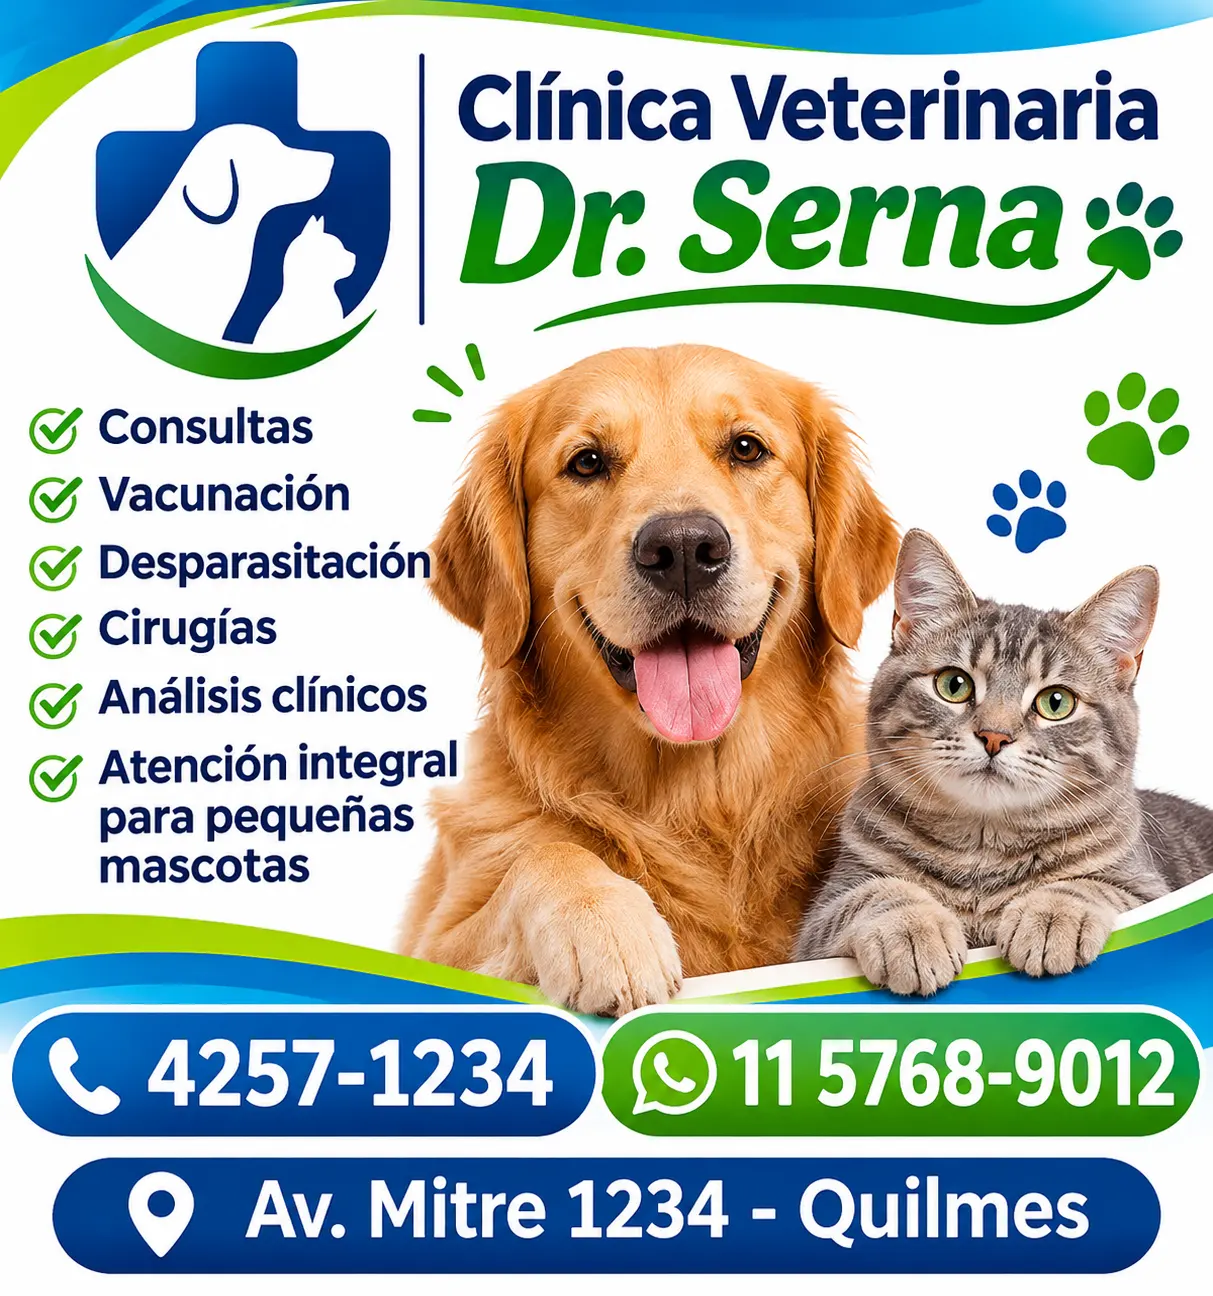 Clínica Veterinaria
Dr. Serna
Consultas
Vacunación
Desparasitación
Cirugías
Análisis clínicos
Atención integral
para pequeñas
mascotas
4257-1234
11 5768-9012
Av. Mitre 1234 - Quilmes